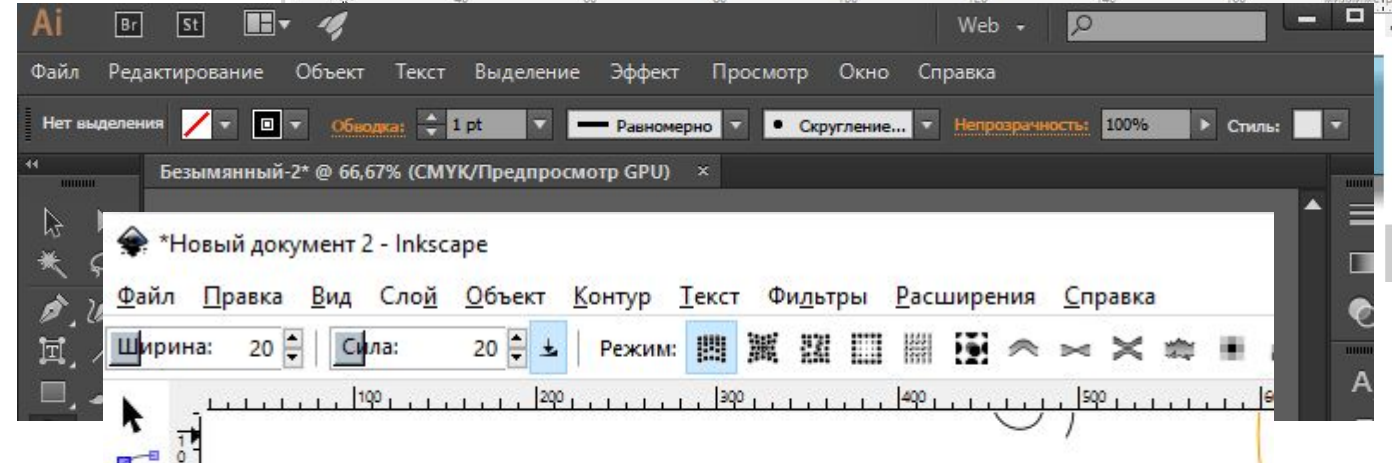 Ai Br St Web
Файл Редактирование Объект Текст Выделение Эффект Просмотр Окно Справка
Нет выделения Обводка: 1 pt Равномерно Скругление... Непрозрачность: 100% Стиль:
Безымянный-2* @ 66,67% (CMYK/Предпросмотр GPU) ×
*Новый документ 2 - Inkscape
Файл Правка Вид Слой Объект Контур Текст Фильтры Расширения Справка
Ширина: 20 Сила: 20 Режим:
100 200 300 400 500
A
1
0